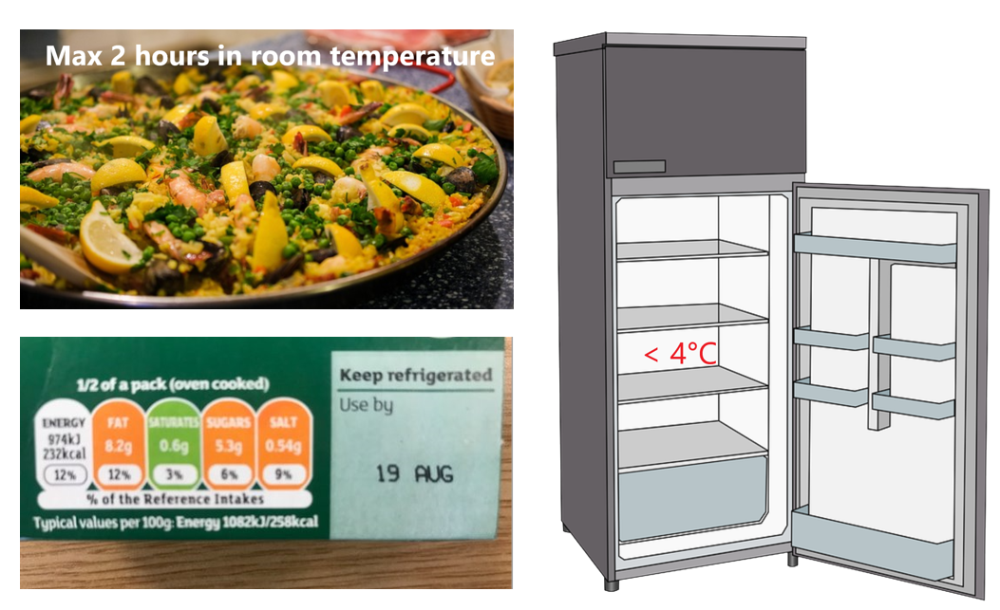 Max 2 hours in room temperature
1/2 of a pack (oven cooked)
ENERGY
974kJ
232kcal
12%
FAT
8.2g
12%
SATURATES
0.6g
3%
SUGARS
5.3g
6%
SALT
0.54g
9%
% of the Reference Intakes
Typical values per 100g: Energy 1082kJ/258kcal
Keep refrigerated
Use by
19 AUG
< 4°C